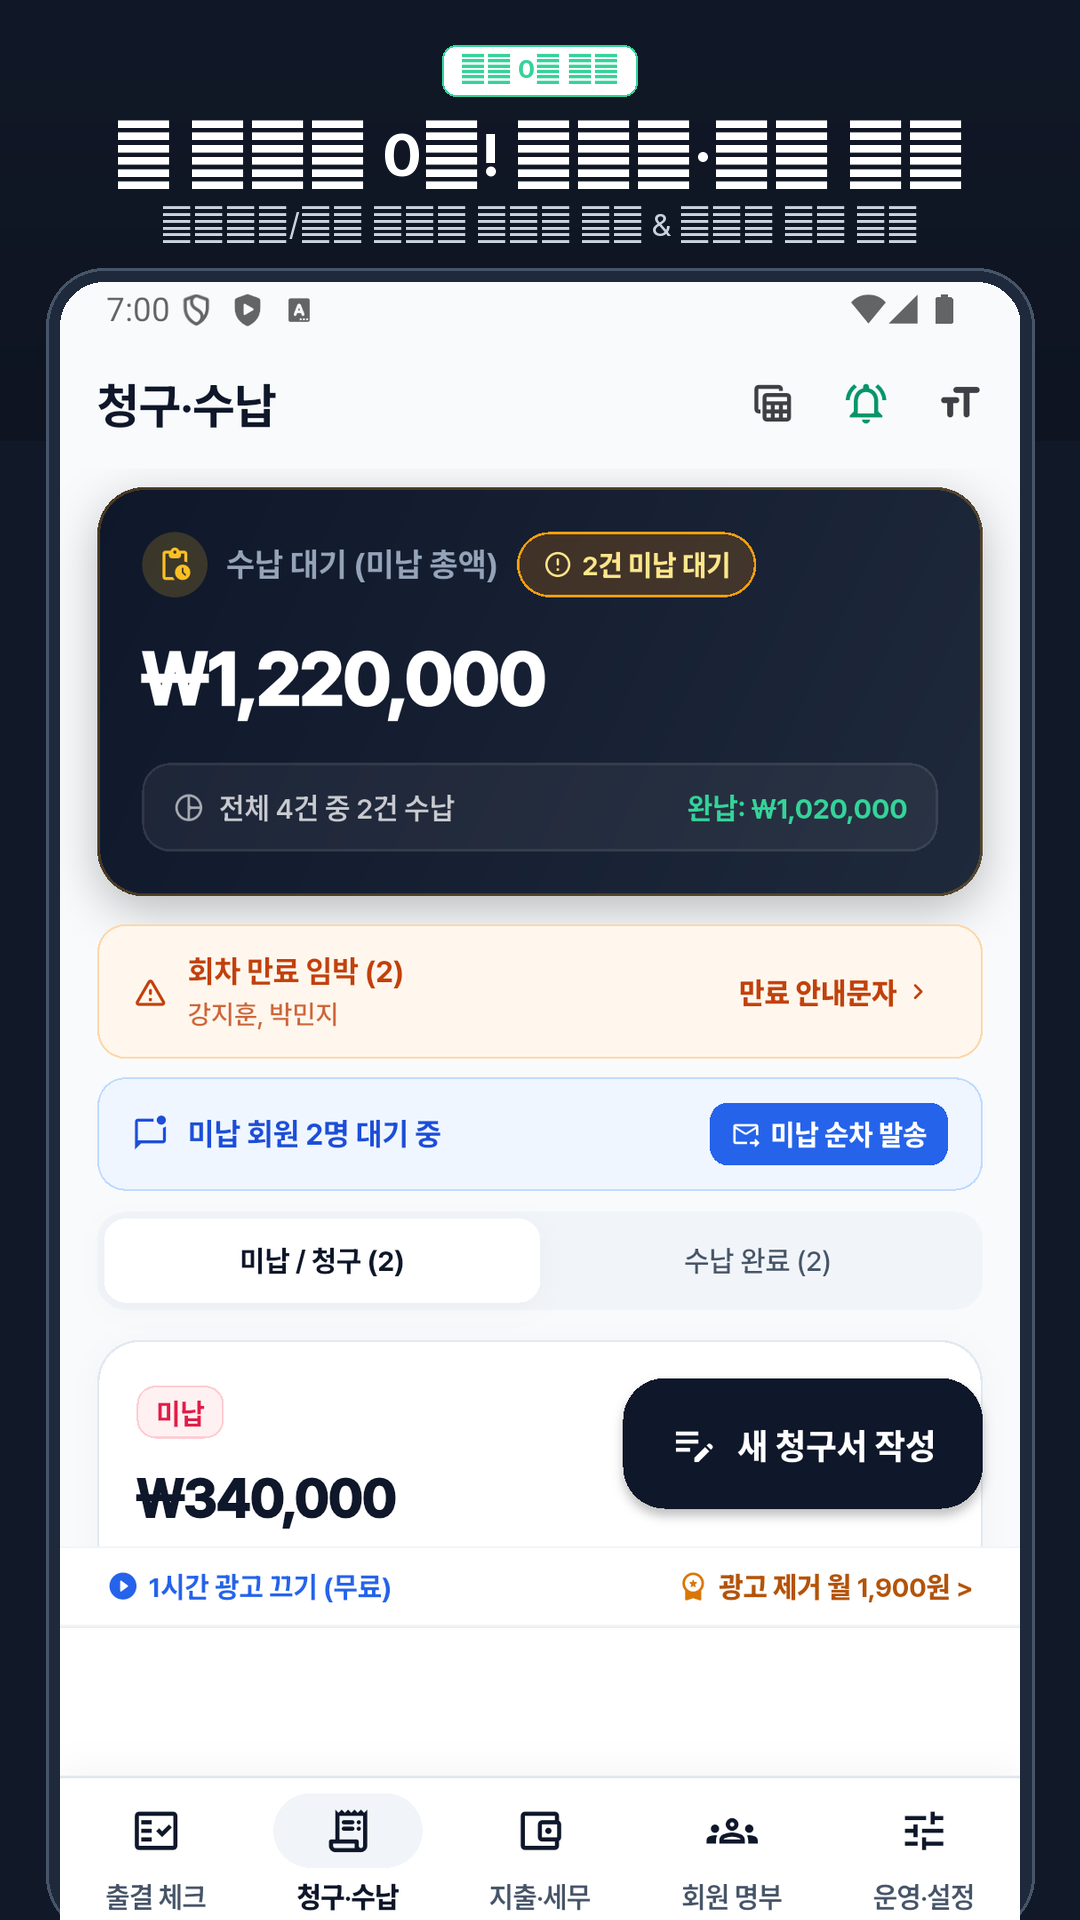 7:00
청구·수납
수납 대기 (미납 총액)
2건 미납 대기
₩1,220,000
전체 4건 중 2건 수납
완납: ₩1,020,000
회차 만료 임박 (2)
강지훈, 박민지
만료 안내문자 >
미납 회원 2명 대기 중
미납 순차 발송
미납 / 청구 (2)
수납 완료 (2)
미납
₩340,000
새 청구서 작성
1시간 광고 끄기 (무료)
광고 제거 월 1,900원 >
출결 체크
청구·수납
지출·세무
회원 명부
운영·설정